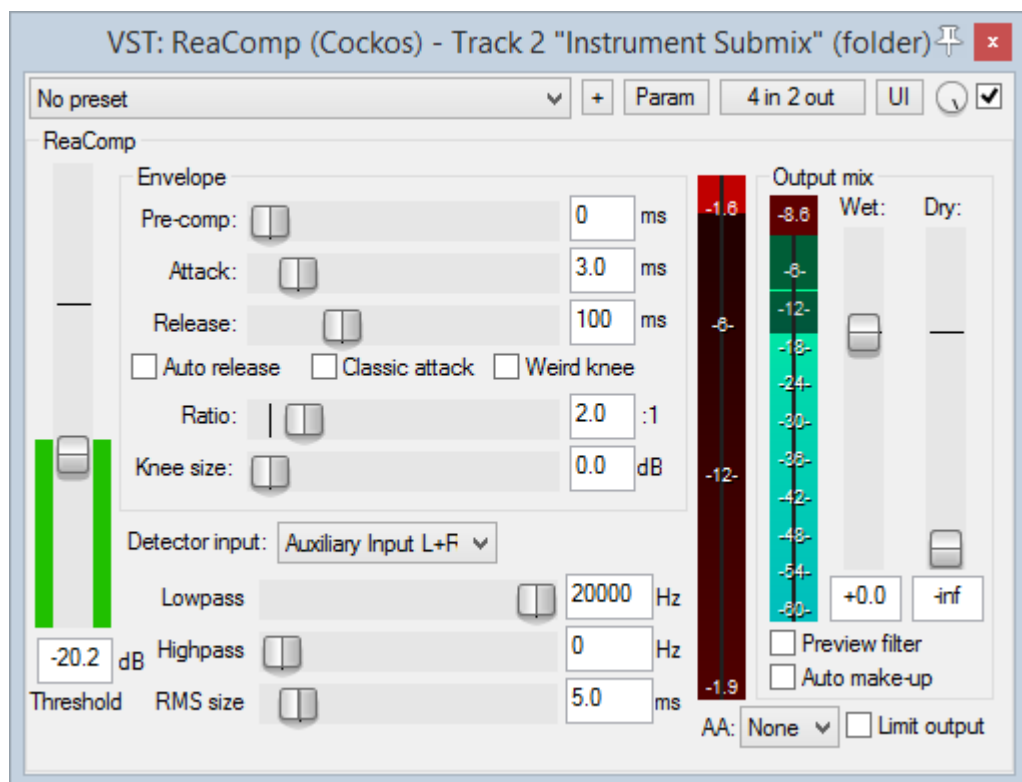 VST: ReaComp (Cockos) - Track 2 "Instrument Submix" (folder) x
No preset + Param 4 in 2 out UI
ReaComp
Envelope
Pre-comp: 0 ms
Attack: 3.0 ms
Release: 100 ms
Auto release Classic attack Weird knee
Ratio: 2.0 :1
Knee size: 0.0 dB
Detector input: Auxiliary Input L+R
Lowpass 20000 Hz
Highpass 0 Hz
RMS size 5.0 ms
-20.2 dB
Threshold
-1.6
-6-
-12-
-1.9
Output mix
Wet: Dry:
-8.6
-6-
-12-
-18-
-24-
-30-
-36-
-42-
-48-
-54-
-60-
+0.0 -inf
Preview filter
Auto make-up
AA: None Limit output